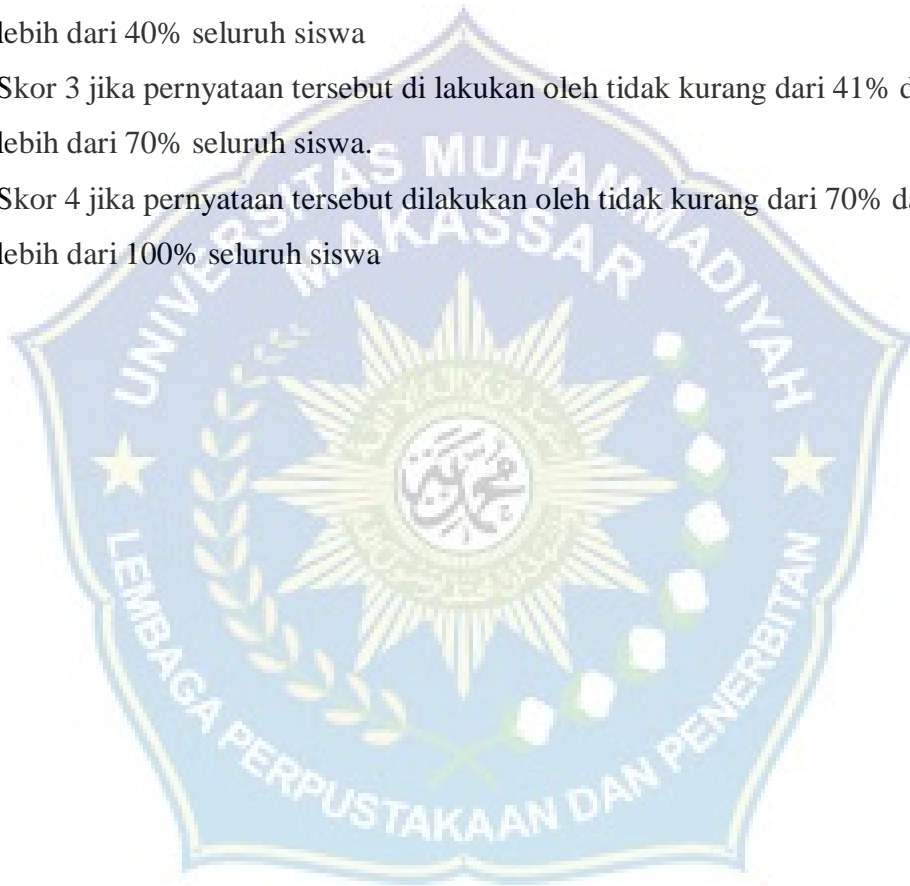 lebih dari 40% seluruh siswa
Skor 3 jika pernyataan tersebut di lakukan oleh tidak kurang dari 41% d
lebih dari 70% seluruh siswa.
Skor 4 jika pernyataan tersebut dilakukan oleh tidak kurang dari 70% da
lebih dari 100% seluruh siswa
UNIVERSITAS MUHAMMADIYAH
MAKASSAR
LEMBAGA PERPUSTAKAAN DAN PENERBITAN